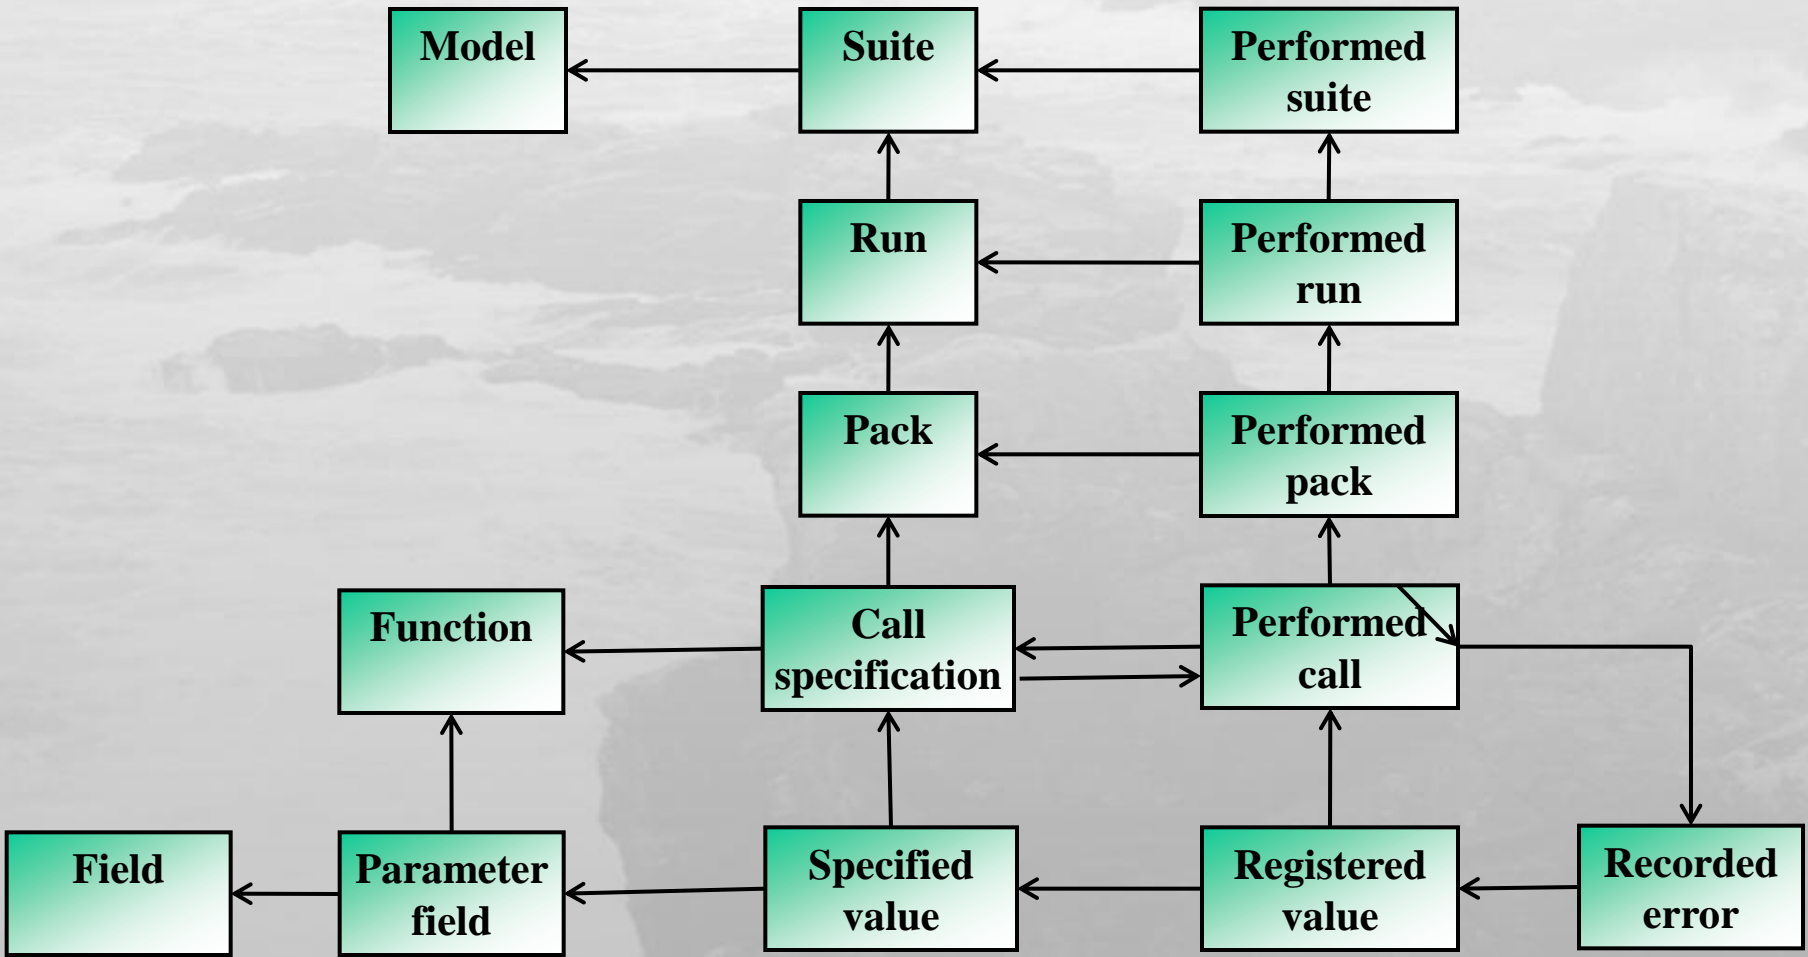 Model
Suite
Performed
suite
Run
Performed
run
Pack
Performed
pack
Function
Call
specification
Performed
call
Field
Parameter
field
Specified
value
Registered
value
Recorded
error